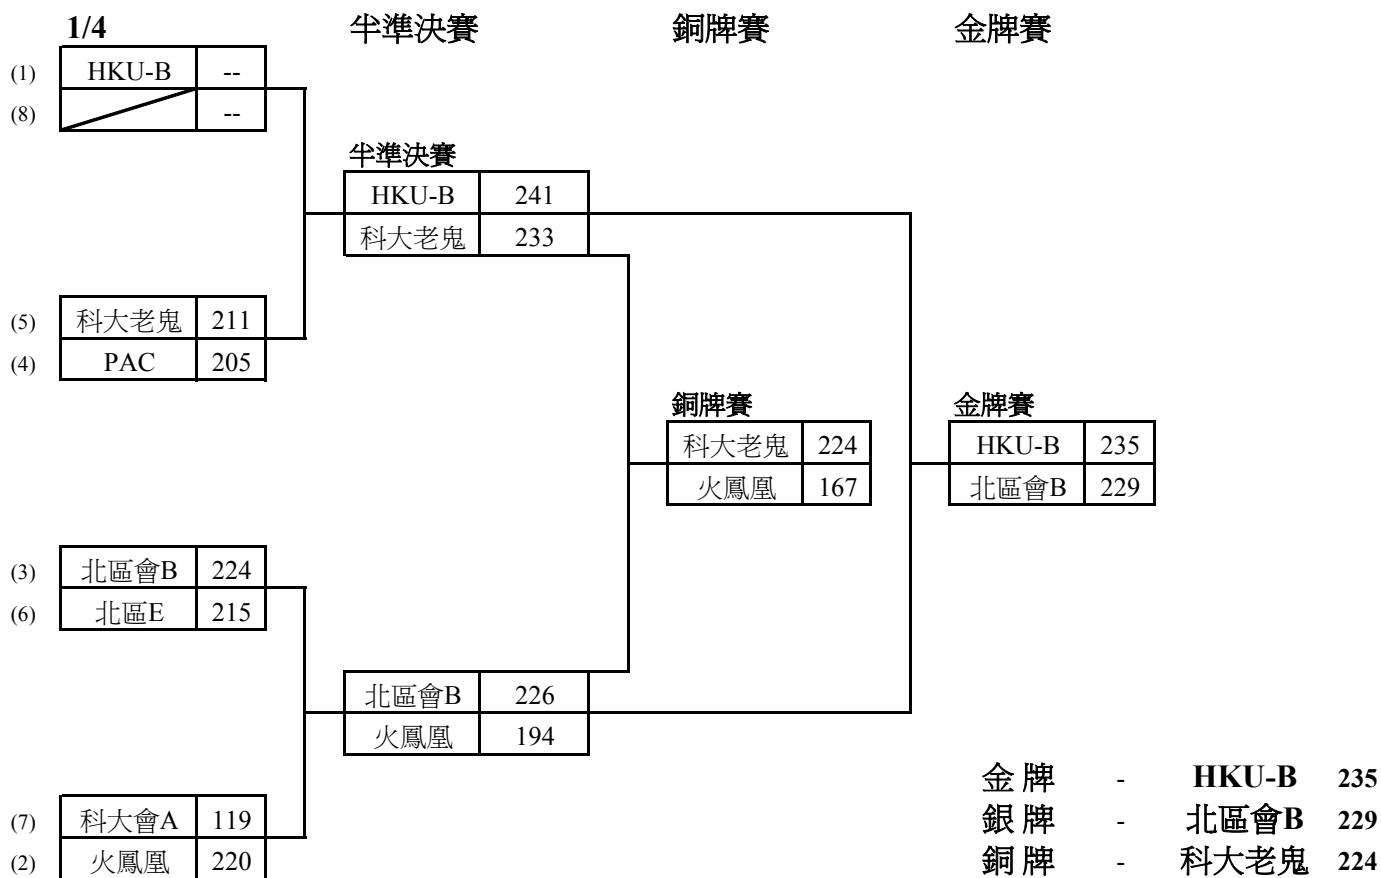 1/4 半準決賽 銅牌賽 金牌賽
(1) HKU-B --
(8) --
半準決賽
HKU-B 241
科大老鬼 233
(5) 科大老鬼 211
(4) PAC 205
銅牌賽 金牌賽
科大老鬼 224 HKU-B 235
火鳳凰 167 北區會B 229
(3) 北區會B 224
(6) 北區E 215
北區會B 226
火鳳凰 194
金 牌 - HKU-B 235
(7) 科大會A 119 銀 牌 - 北區會B 229
(2) 火鳳凰 220 銅 牌 - 科大老鬼 224